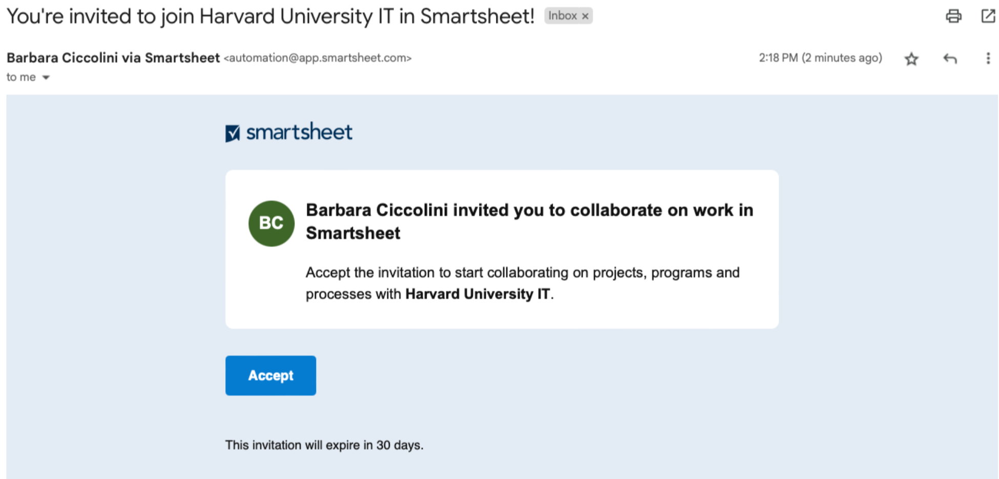 You're invited to join Harvard University IT in Smartsheet! Inbox ×
Barbara Ciccolini via Smartsheet <automation@app.smartsheet.com> 2:18 PM (2 minutes ago)
to me
smartsheet
BC
Barbara Ciccolini invited you to collaborate on work in
Smartsheet
Accept the invitation to start collaborating on projects, programs and
processes with Harvard University IT.
Accept
This invitation will expire in 30 days.